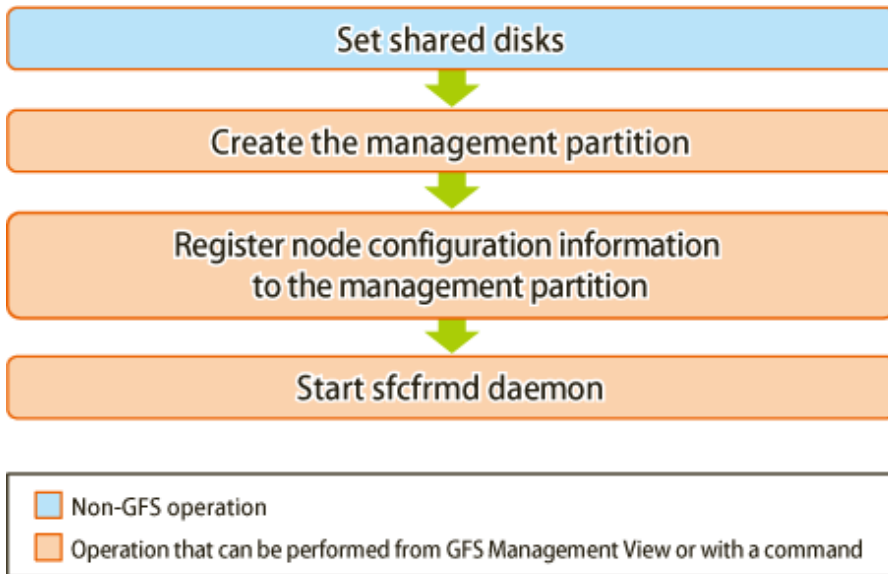 Set shared disks
Create the management partition
Register node configuration information
to the management partition
Start sfcfrmd daemon
Non-GFS operation
Operation that can be performed from GFS Management View or with a command